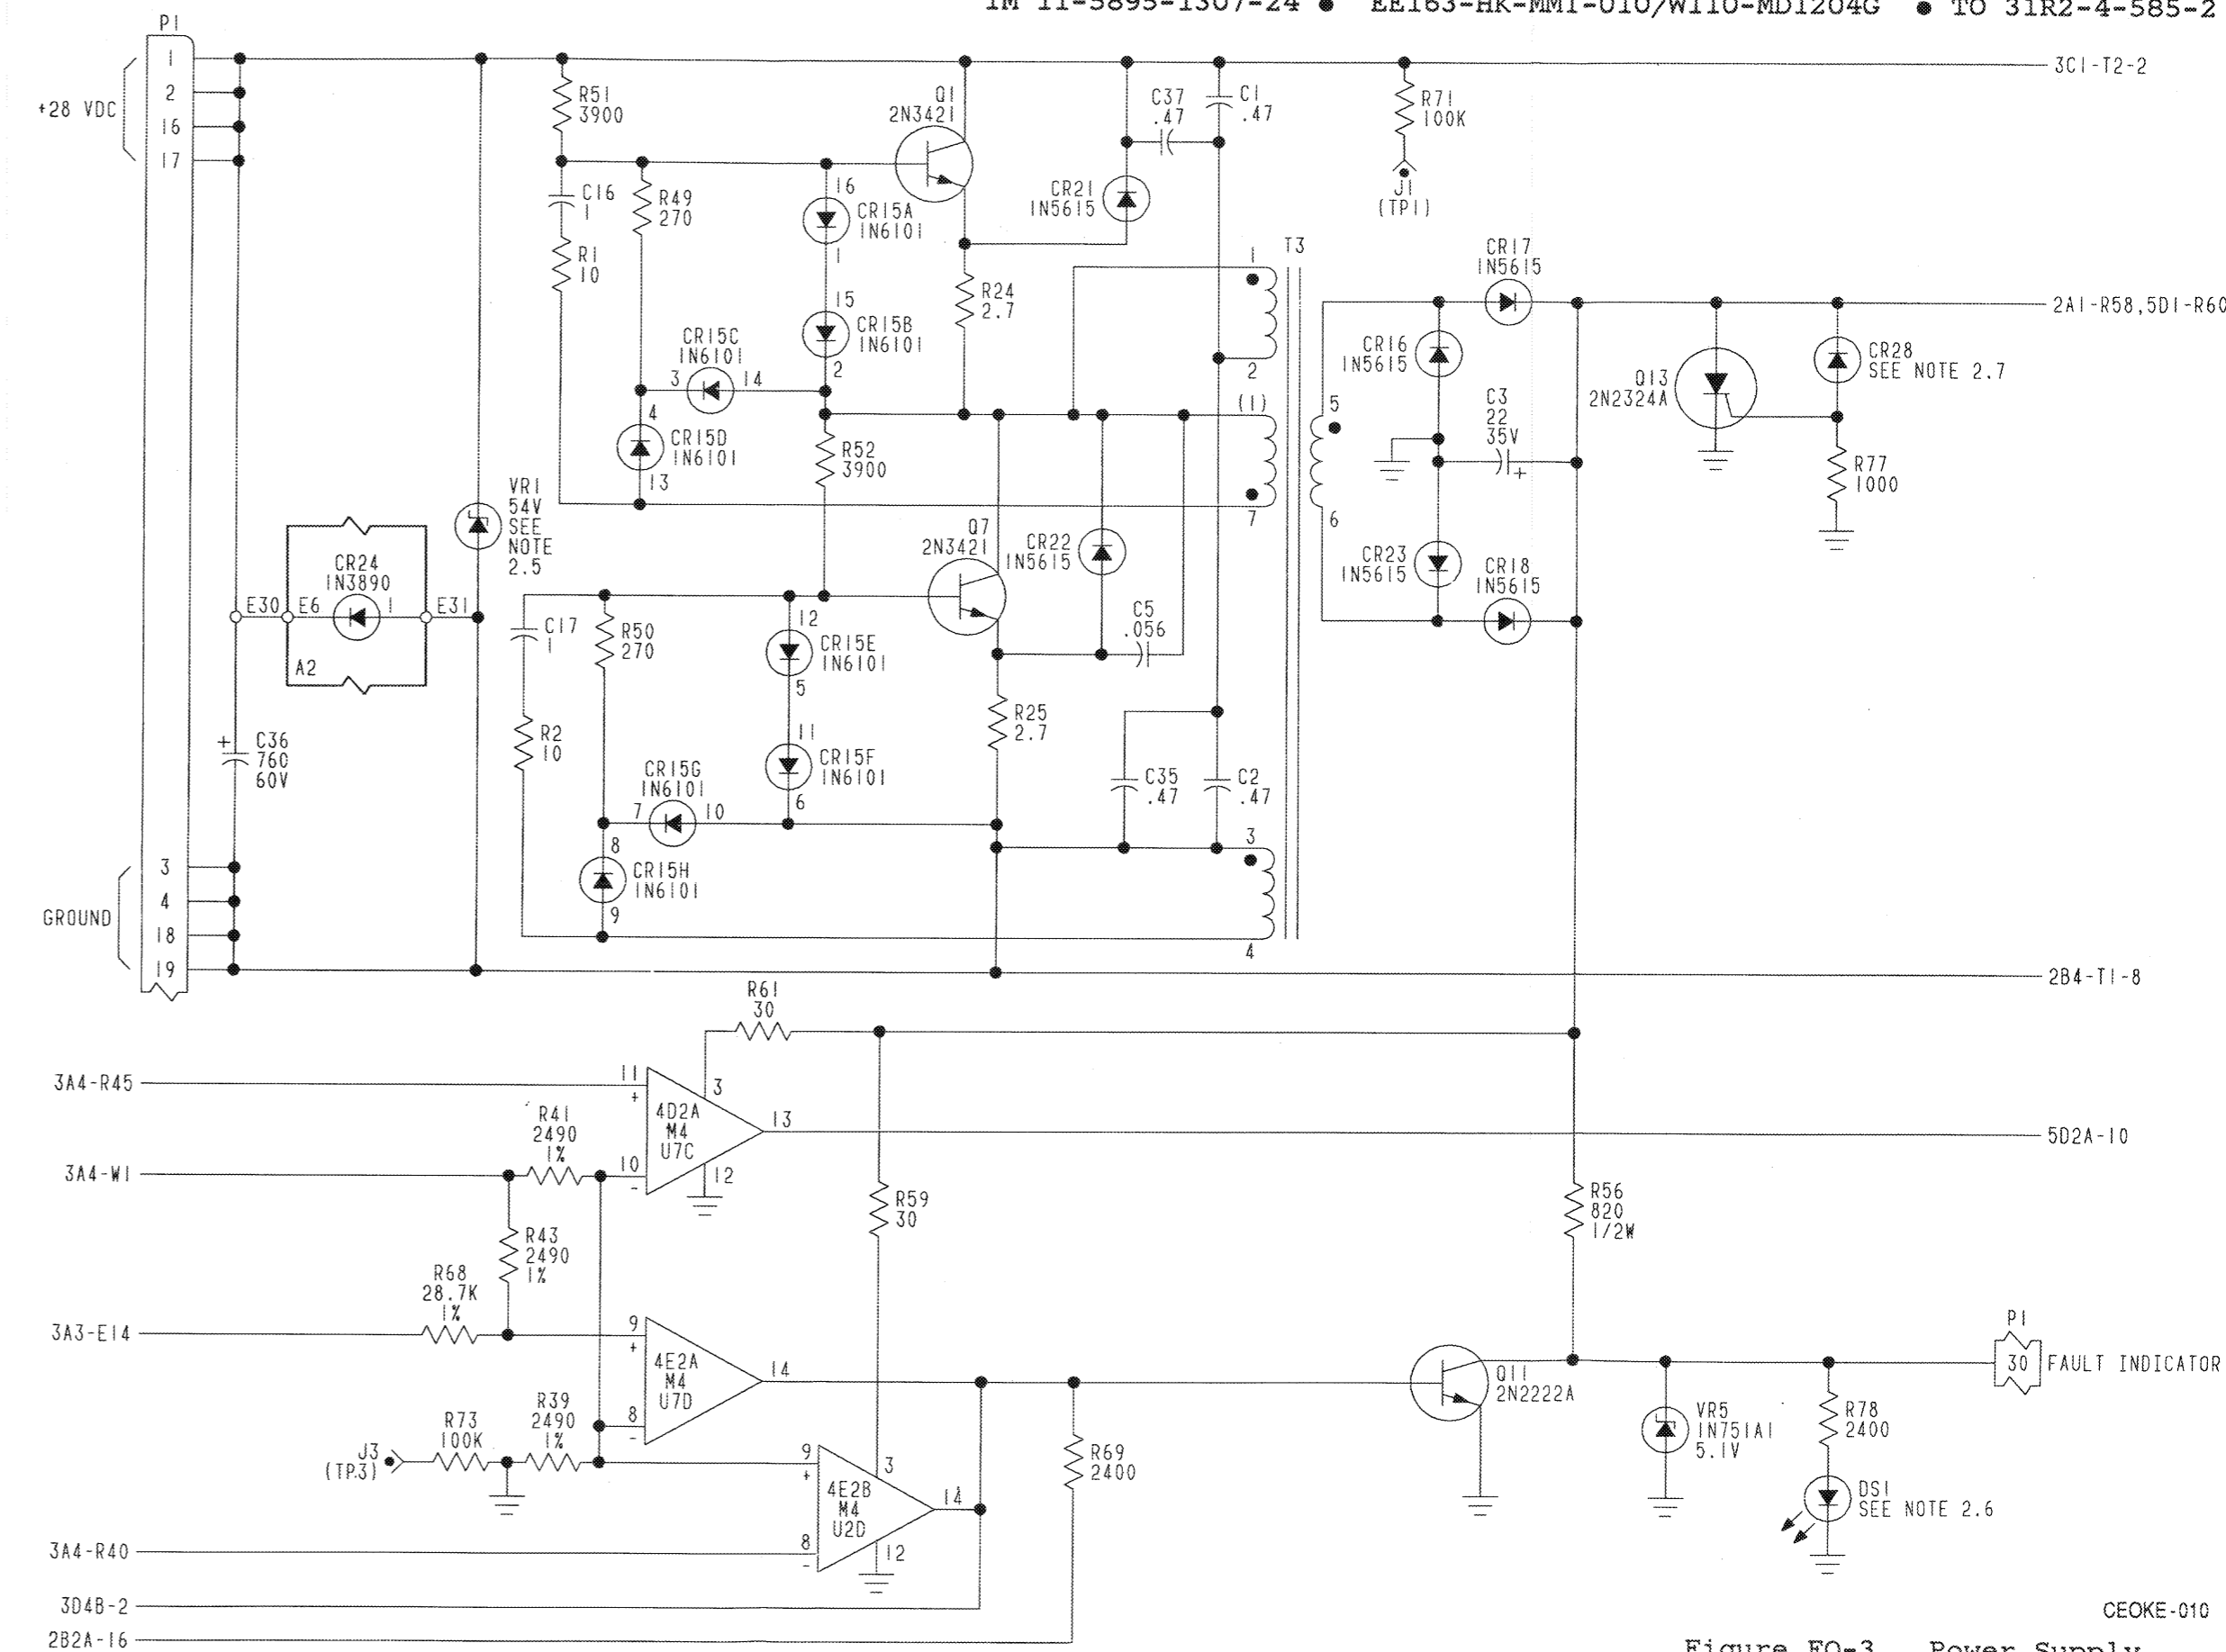 TM 11-5895-1307-24 ● EE163-HK-MMI-010/W110-MD1204G ● TO 31R2-4-585-2
P1
1
2
16
17
+28 VDC
3C1-T2-2
R51
3900
Q1
2N3421
C37
.47
C1
.47
R71
100K
J1
(TP1)
C16
1
R49
270
16
CR15A
1N6101
1
CR21
1N5615
R1
10
15
CR15B
1N6101
2
R24
2.7
1
T3
2
CR17
1N5615
2A1-R58,5D1-R60
CR15C
1N6101
3
14
CR16
1N5615
Q13
2N2324A
CR28
SEE NOTE 2.7
4
CR15D
1N6101
13
R52
3900
(1)
7
5
6
C3
22
35V
+
R77
1000
VR1
54V
SEE
NOTE
2.5
Q7
2N3421
CR22
1N5615
CR23
1N5615
CR18
1N5615
CR24
1N3890
E30
E6
1
E31
A2
C17
1
R50
270
12
CR15E
1N6101
5
C5
.056
R2
10
11
CR15F
1N6101
6
R25
2.7
+
C36
760
60V
CR15G
1N6101
7
10
C35
.47
C2
.47
8
CR15H
1N6101
9
3
4
3
4
18
19
GROUND
2B4-T1-8
R61
30
3A4-R45
11
+
3
4D2A
M4
U7C
13
5D2A-10
R41
2490
1%
3A4-W1
10
-
12
R59
30
R56
820
1/2W
R43
2490
1%
R68
28.7K
1%
3A3-E14
9
+
4E2A
M4
U7D
14
8
-
Q11
2N2222A
P1
30
FAULT INDICATOR
J3
(TP3)
R73
100K
R39
2490
1%
9
+
3
4E2B
M4
U2D
14
R69
2400
VR5
1N751A1
5.1V
R78
2400
DS1
SEE NOTE 2.6
3A4-R40
8
-
12
3D4B-2
2B2A-16
CEOKE-010
Figure FO-3 Power Supply